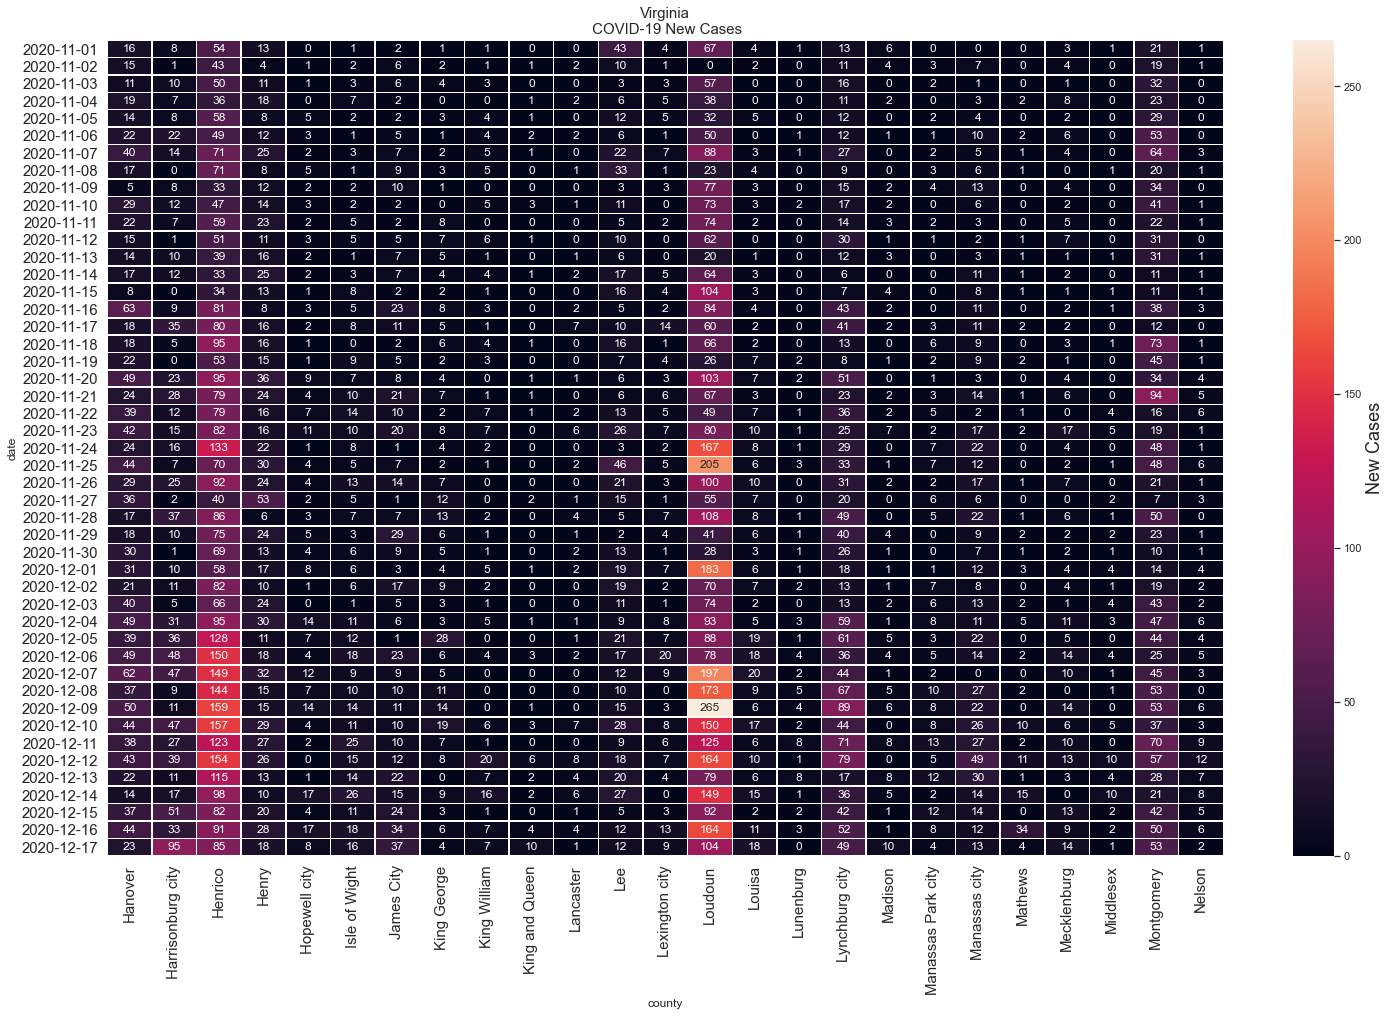 Virginia
COVID-19 New Cases
2020-11-01 16 8 54 13 0 1 2 1 1 0 0 43 4 67 4 1 13 6 0 0 0 3 1 21 1
2020-11-02 15 1 43 4 1 2 6 2 1 1 2 10 1 0 2 0 11 4 3 7 0 4 0 19 1
2020-11-03 11 10 50 11 1 3 6 4 3 0 0 3 3 57 0 0 16 0 2 1 0 1 0 32 0
2020-11-04 19 7 36 18 0 7 2 0 0 1 2 6 5 38 0 0 11 2 0 3 2 8 0 23 0
2020-11-05 14 8 58 8 5 2 2 3 4 1 0 12 5 32 5 0 12 0 2 4 0 2 0 29 0
2020-11-06 22 22 49 12 3 1 5 1 4 2 2 6 1 50 0 1 12 1 1 10 2 6 0 53 0
2020-11-07 40 14 71 25 2 3 7 2 5 1 0 22 7 88 3 1 27 0 2 5 1 4 0 64 3
2020-11-08 17 0 71 8 5 1 9 3 5 0 1 33 1 23 4 0 9 0 3 6 1 0 1 20 1
2020-11-09 5 8 33 12 2 2 10 1 0 0 0 3 3 77 3 0 15 2 4 13 0 4 0 34 0
2020-11-10 29 12 47 14 3 2 2 0 5 3 1 11 0 73 3 2 17 2 0 6 0 2 0 41 1
2020-11-11 22 7 59 23 2 5 2 8 0 0 0 5 2 74 2 0 14 3 2 3 0 5 0 22 1
2020-11-12 15 1 51 11 3 5 5 7 6 1 0 10 0 62 0 0 30 1 1 2 1 7 0 31 0
2020-11-13 14 10 39 16 2 1 7 5 1 0 1 6 0 20 1 0 12 3 0 3 1 1 1 31 1
2020-11-14 17 12 33 25 2 3 7 4 4 1 2 17 5 64 3 0 6 0 0 11 1 2 0 11 1
2020-11-15 8 0 34 13 1 8 2 2 1 0 0 16 4 104 3 0 7 4 0 8 1 1 1 11 1
2020-11-16 63 9 81 8 3 5 23 8 3 0 2 5 2 84 4 0 43 2 0 11 0 2 1 38 3
2020-11-17 18 35 80 16 2 8 11 5 1 0 7 10 14 60 2 0 41 2 3 11 2 2 0 12 0
2020-11-18 18 5 95 16 1 0 2 6 4 1 0 16 1 66 2 0 13 0 6 9 0 3 1 73 1
2020-11-19 22 0 53 15 1 9 5 2 3 0 0 7 4 26 7 2 8 1 2 9 2 1 0 45 1
2020-11-20 49 23 95 36 9 7 8 4 0 1 1 6 3 103 7 2 51 0 1 3 0 4 0 34 4
2020-11-21 24 28 79 24 4 10 21 7 1 1 0 6 6 67 3 0 23 2 3 14 1 6 0 94 5
2020-11-22 39 12 79 16 7 14 10 2 7 1 2 13 5 49 7 1 36 2 5 2 1 0 4 16 6
2020-11-23 42 15 82 16 11 10 20 8 7 0 6 26 7 80 10 1 25 7 2 17 2 17 5 19 1
2020-11-24 24 16 133 22 1 8 1 4 2 0 0 3 2 167 8 1 29 0 7 22 0 4 0 48 1
2020-11-25 44 7 70 30 4 5 7 2 1 0 2 46 5 205 6 3 33 1 7 12 0 2 1 48 6
2020-11-26 29 25 92 24 4 13 14 7 0 0 0 21 3 100 10 0 31 2 2 17 1 7 0 21 1
2020-11-27 36 2 40 53 2 5 1 12 0 2 1 15 1 55 7 0 20 0 6 6 0 0 2 7 3
2020-11-28 17 37 86 6 3 7 7 13 2 0 4 5 7 108 8 1 49 0 5 22 1 6 1 50 0
2020-11-29 18 10 75 24 5 3 29 6 1 0 1 2 4 41 6 1 40 4 0 9 2 2 2 23 1
2020-11-30 30 1 69 13 4 6 9 5 1 0 2 13 1 28 3 1 26 1 0 7 1 2 1 10 1
2020-12-01 31 10 58 17 8 6 3 4 5 1 2 19 7 183 6 1 18 1 1 12 3 4 4 14 4
2020-12-02 21 11 82 10 1 6 17 9 2 0 0 19 2 70 7 2 13 1 7 8 0 4 1 19 2
2020-12-03 40 5 66 24 0 1 5 3 1 0 0 11 1 74 2 0 13 2 6 13 2 1 4 43 2
2020-12-04 49 31 95 30 14 11 6 3 5 1 1 9 8 93 5 3 59 1 8 11 5 11 3 47 6
2020-12-05 39 36 128 11 7 12 1 28 0 0 1 21 7 88 19 1 61 5 3 22 0 5 0 44 4
2020-12-06 49 48 150 18 4 18 23 6 4 3 2 17 20 78 18 4 36 4 5 14 2 14 4 25 5
2020-12-07 62 47 149 32 12 9 9 5 0 0 0 12 9 197 20 2 44 1 2 0 0 10 1 45 3
2020-12-08 37 9 144 15 7 10 10 11 0 0 0 10 0 173 9 5 67 5 10 27 2 0 1 53 0
2020-12-09 50 11 159 15 14 14 11 14 0 1 0 15 3 265 6 4 89 6 8 22 0 14 0 53 6
2020-12-10 44 47 157 29 4 11 10 19 6 3 7 28 8 150 17 2 44 0 8 26 10 6 5 37 3
2020-12-11 38 27 123 27 2 25 10 7 1 0 0 9 6 125 6 8 71 8 13 27 2 10 0 70 9
2020-12-12 43 39 154 26 0 15 12 8 20 6 8 18 7 164 10 1 79 0 5 49 11 13 10 57 12
2020-12-13 22 11 115 13 1 14 22 0 7 2 4 20 4 79 6 8 17 8 12 30 1 3 4 28 7
2020-12-14 14 17 98 10 17 26 15 9 16 2 6 27 0 149 15 1 36 5 2 14 15 0 10 21 8
2020-12-15 37 51 82 20 4 11 24 3 1 0 1 5 3 92 2 2 42 1 12 14 0 13 2 42 5
2020-12-16 44 33 91 28 17 18 34 6 7 4 4 12 13 164 11 3 52 1 8 12 34 9 2 50 6
2020-12-17 23 95 85 18 8 16 37 4 7 10 1 12 9 104 18 0 49 10 4 13 4 14 1 53 2
date
Hanover
Harrisonburg city
Henrico
Henry
Hopewell city
Isle of Wight
James City
King George
King William
King and Queen
Lancaster
Lee
Lexington city
Loudoun
Louisa
Lunenburg
Lynchburg city
Madison
Manassas Park city
Manassas city
Mathews
Mecklenburg
Middlesex
Montgomery
Nelson
county
250
200
150
100
50
0
New Cases